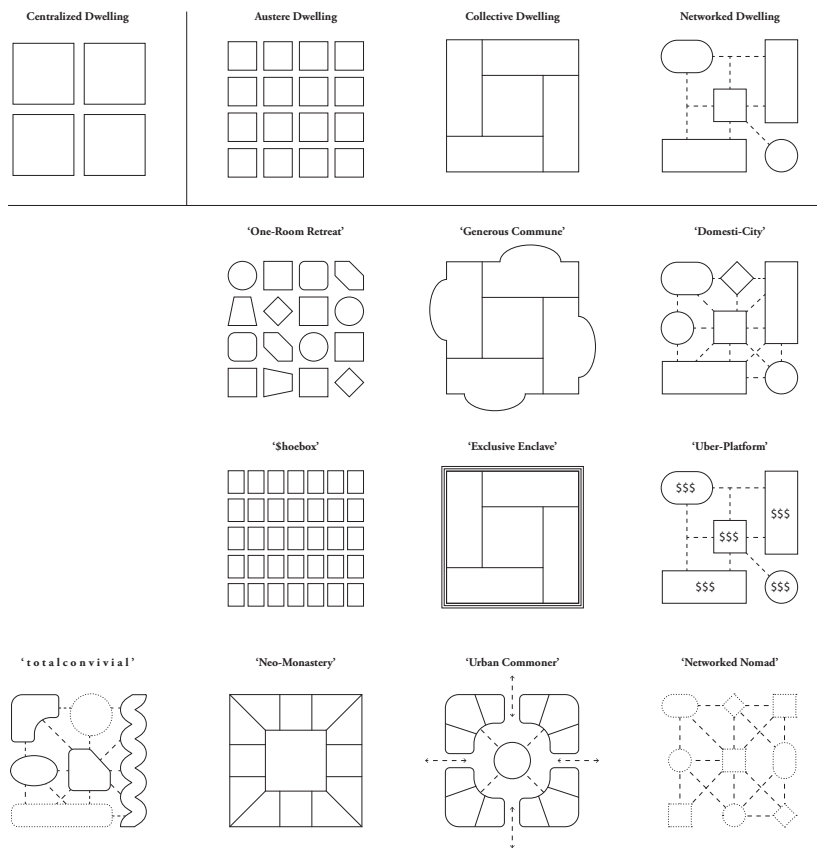 Centralized Dwelling
Austere Dwelling
Collective Dwelling
Networked Dwelling
‘One-Room Retreat’
‘Generous Commune’
‘Domesti-City’
‘$hoebox’
‘Exclusive Enclave’
‘Uber-Platform’
$$$
$$$
$$$
$$$
$$$
‘ t o t a l c o n v i v i a l ’
‘Neo-Monastery’
‘Urban Commoner’
‘Networked Nomad’